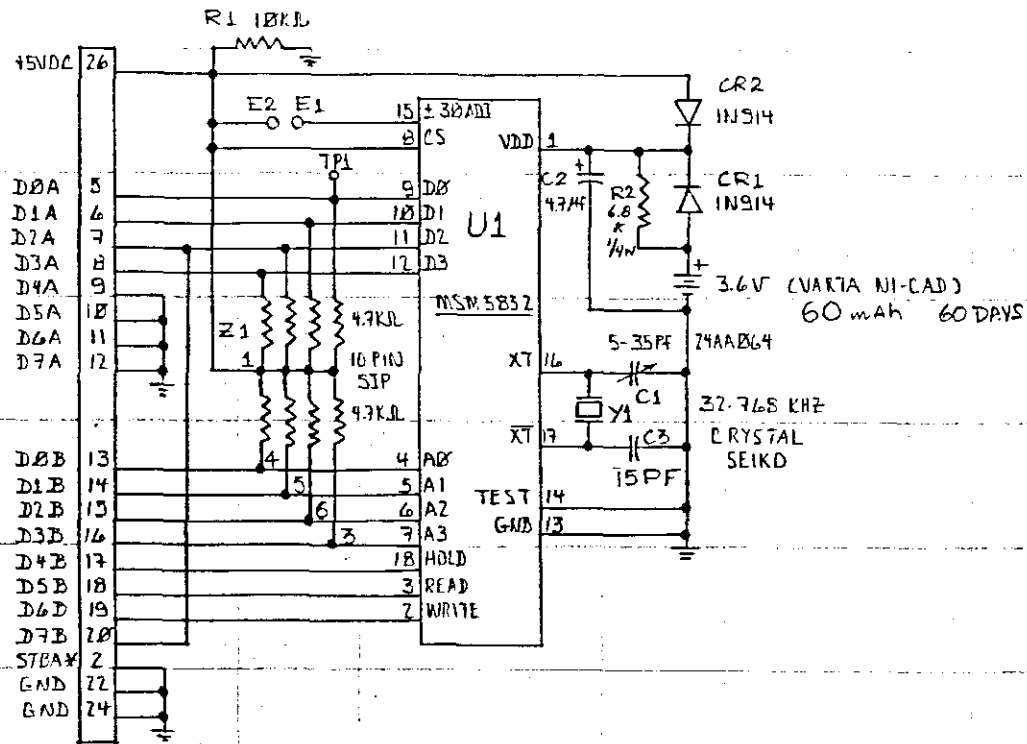 R1 10KΩ
+5VDC 26
CR2
1N914
E2 E1
15 ±30ADJ
8 CS
VDD 1
TP1
C2
4.7µf
+
R2
6.8
K
1/4W
CR1
1N914
D0A 5
D1A 6
D2A 7
D3A 8
D4A 9
D5A 10
D6A 11
D7A 12
9 D0
10 D1
11 D2
12 D3
U1
MSM5832
+
3.6V (VARTA NI-CAD)
60 mAh 60 DAYS
Z1
1
4.7KΩ
10 PIN
SIP
4.7KΩ
5-35PF
24AA064
XT 16
C1
Y1
32.768 KHZ
CRYSTAL
SEIKO
XT 17
C3
15PF
D0B 13
D1B 14
D2B 15
D3B 16
D4B 17
D5B 18
D6D 19
D7B 20
STBA* 2
GND 22
GND 24
4
5
6
3
4 A0
5 A1
6 A2
7 A3
18 HOLD
3 READ
2 WRITE
TEST 14
GND 13